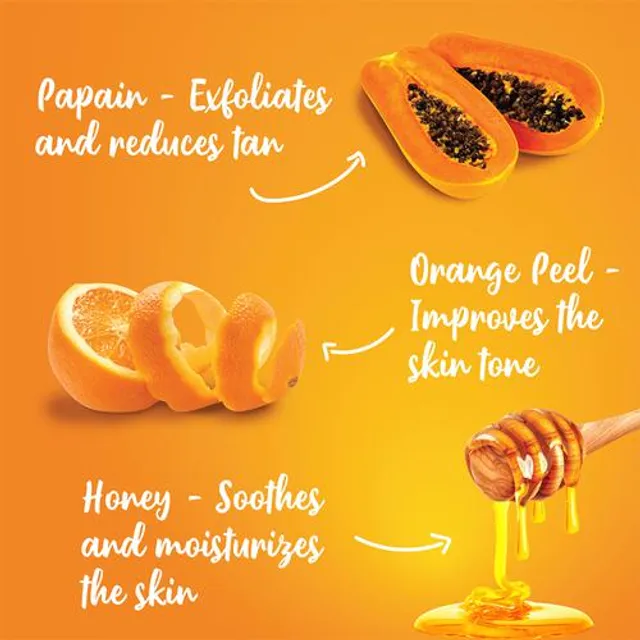 Papain - Exfoliates
and reduces tan
Orange Peel -
Improves the
skin tone
Honey - Soothes
and moisturizes
the skin